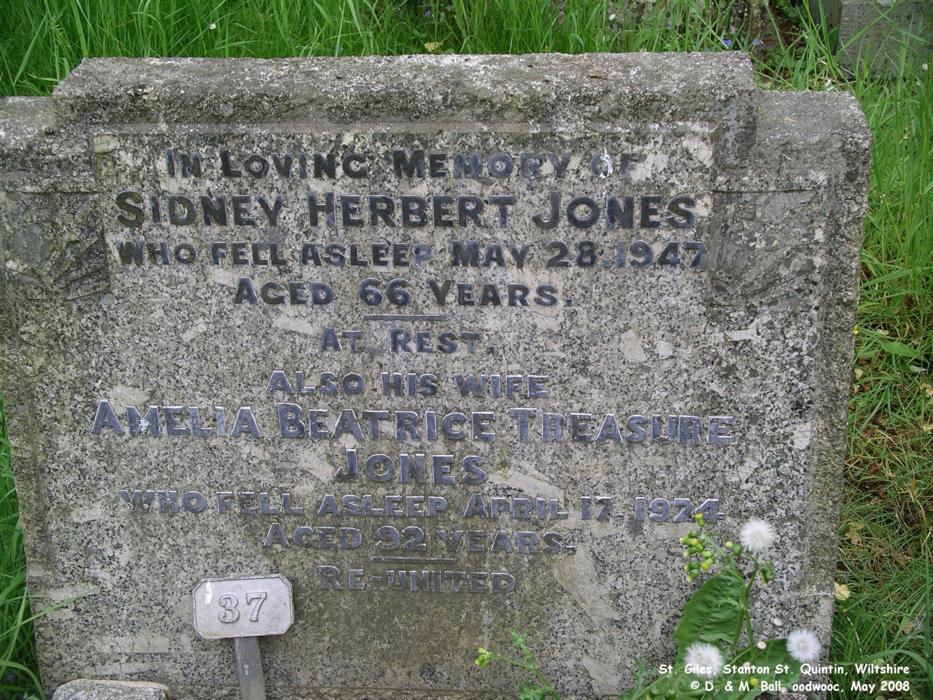 IN LOVING MEMORY OF
SIDNEY HERBERT JONES
WHO FELL ASLEEP MAY 28.1947
AGED 66 YEARS.
AT REST.
ALSO HIS WIFE
AMELIA BEATRICE TREASURE
JONES
WHO FELL ASLEEP APRIL 17.1974
AGED 92 YEARS.
RE-UNITED
37
St. Giles, Stanton St. Quintin, Wiltshire
© D. & M. Ball, oodwooc, May 2008